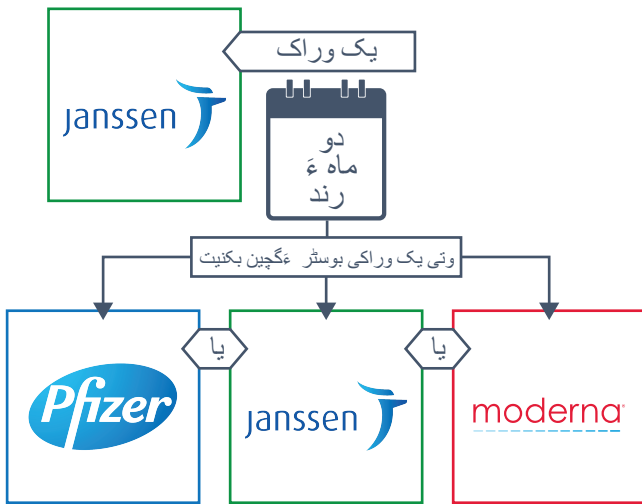 یک وراک
Janssen
دو
ماہ ءَ
رند
وتی یک وراکی بوسٹر ءَگچین بکنیت
Pfizer
یا
Janssen
یا
moderna